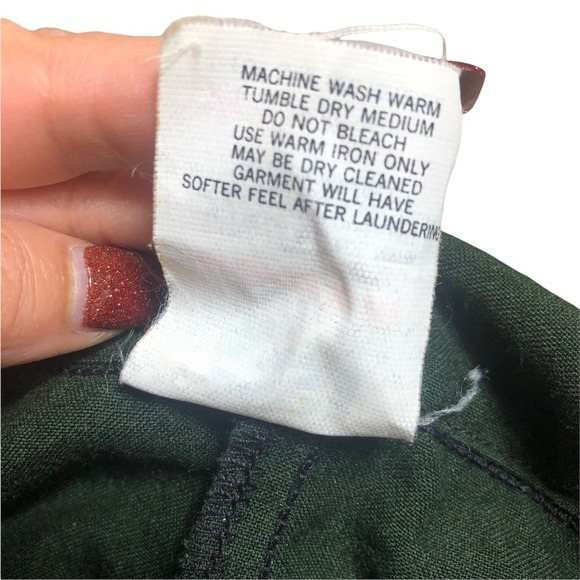 MACHINE WASH WARM
TUMBLE DRY MEDIUM
DO NOT BLEACH
USE WARM IRON ONLY
MAY BE DRY CLEANED
GARMENT WILL HAVE
SOFTER FEEL AFTER LAUNDERING